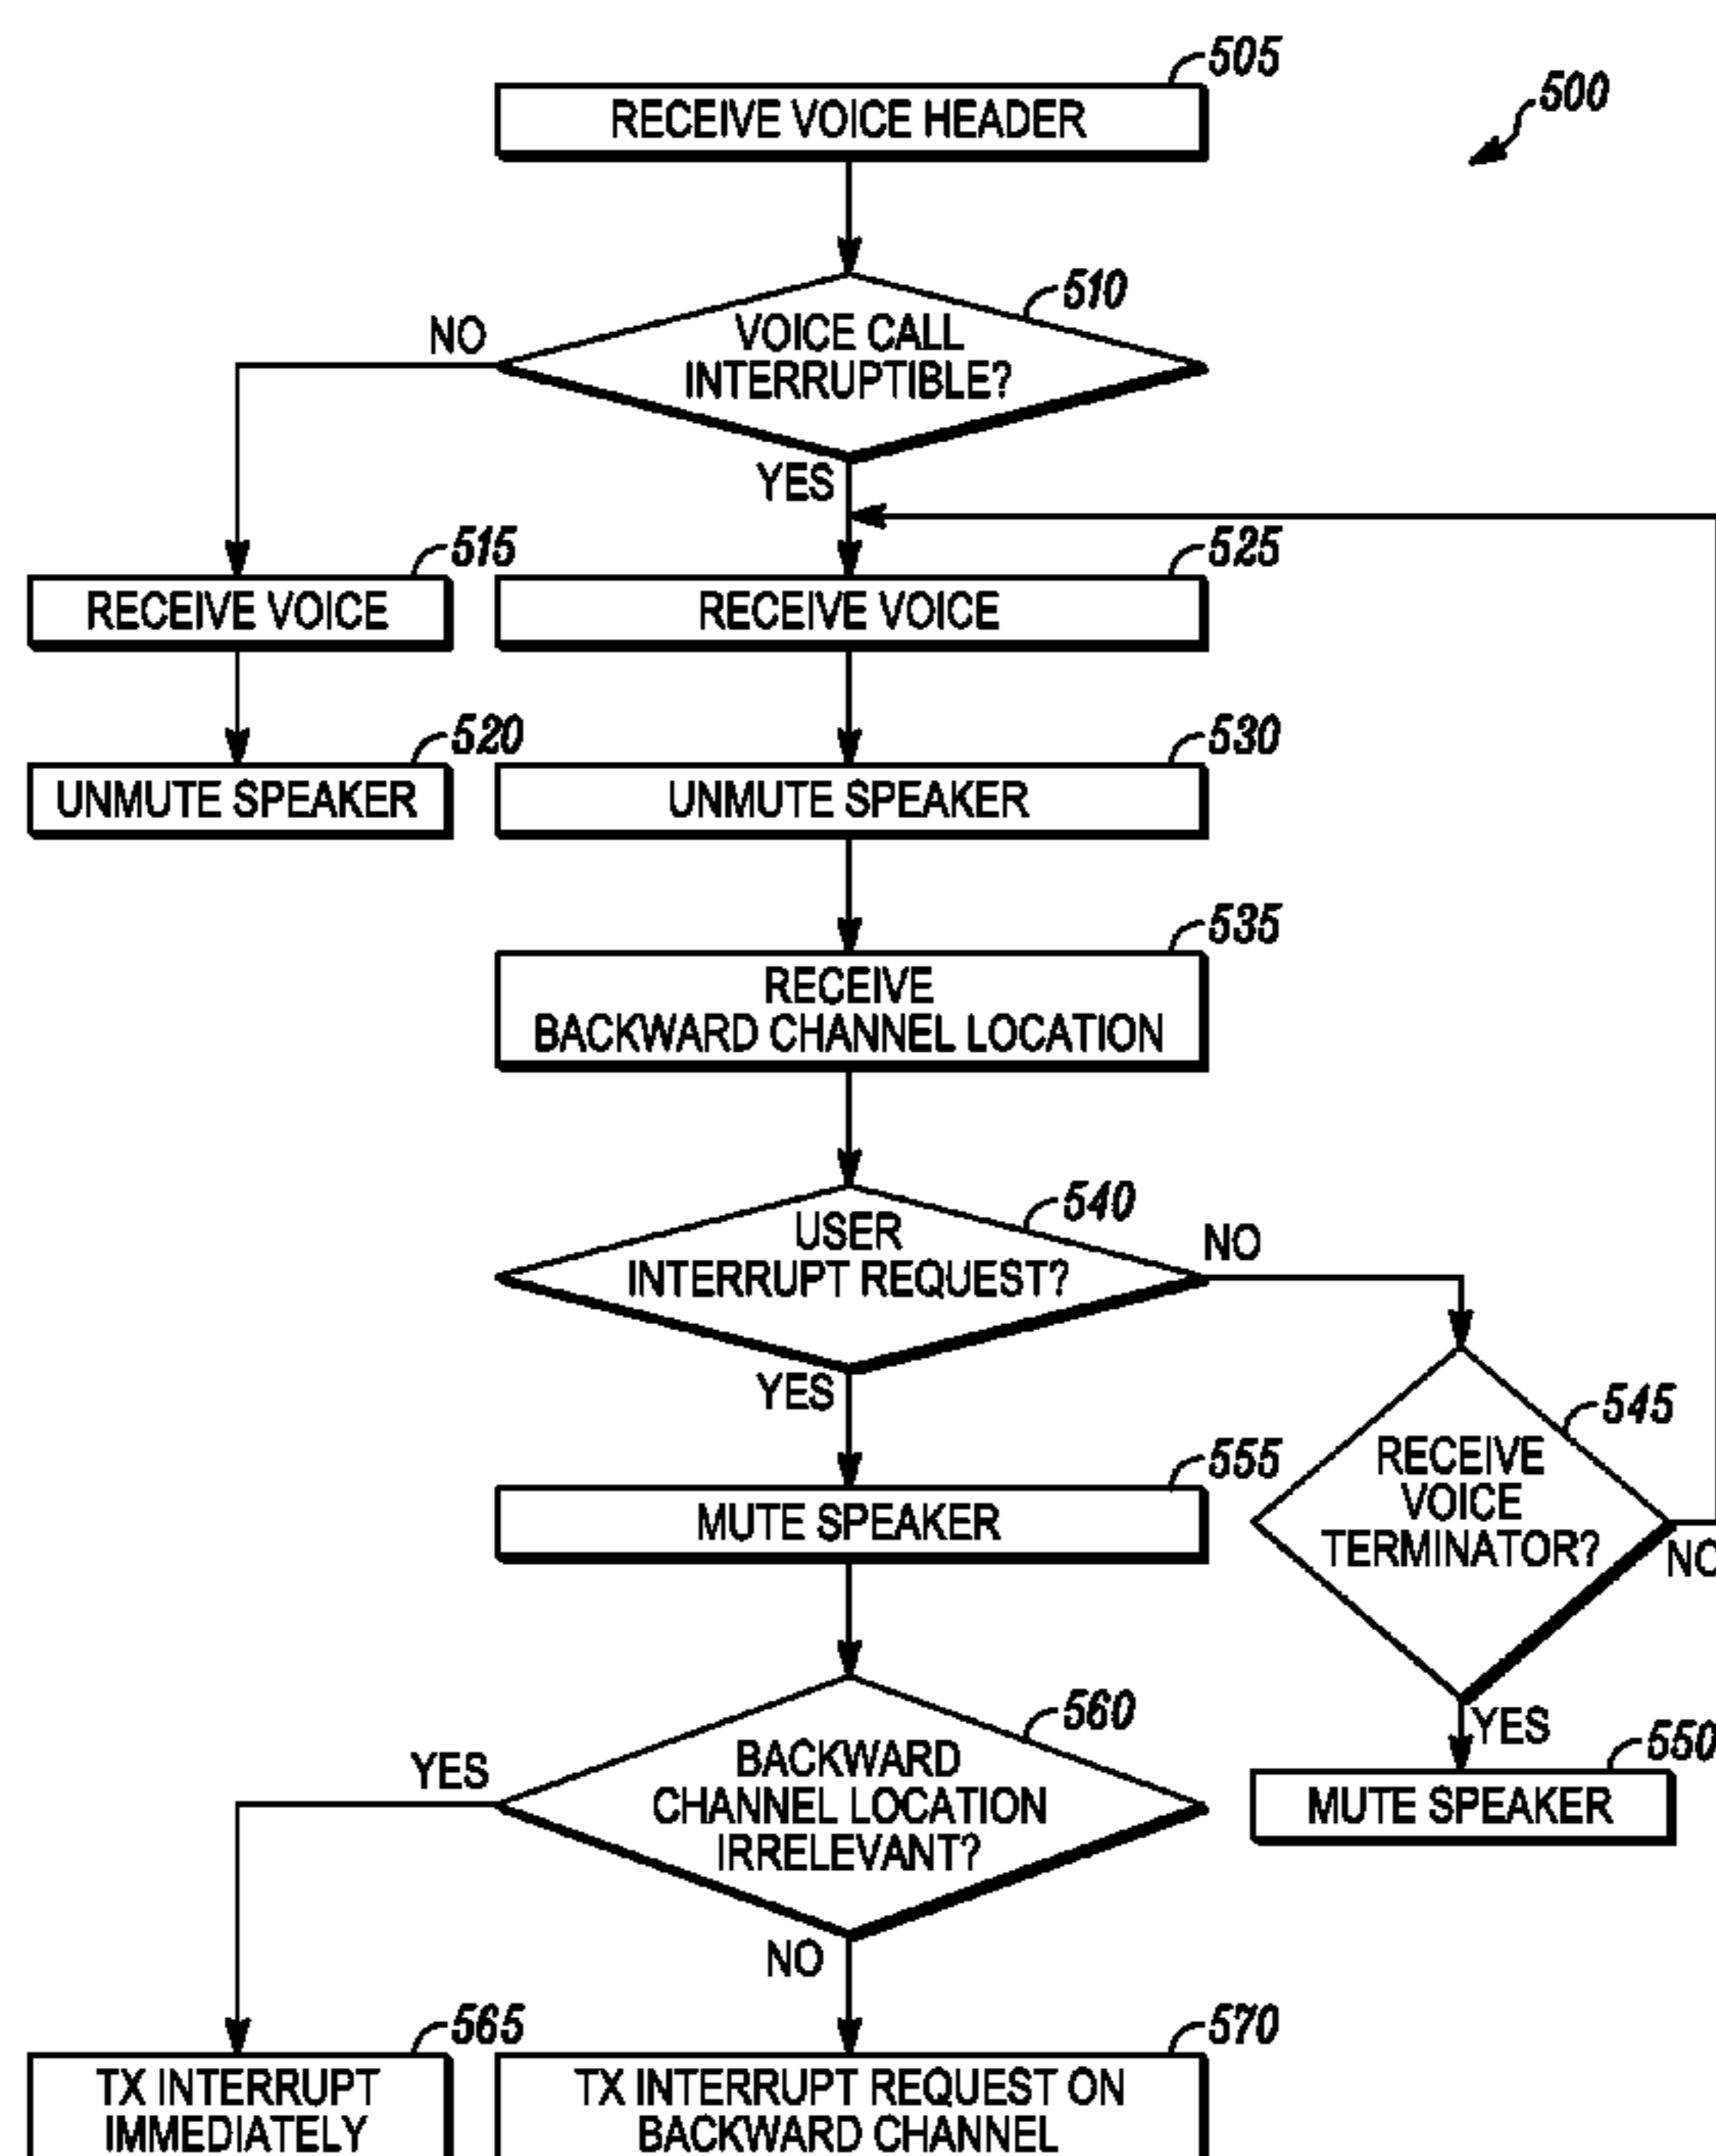 505
500
RECEIVE VOICE HEADER
510
VOICE CALL
INTERRUPTIBLE?
NO
YES
515
525
RECEIVE VOICE
RECEIVE VOICE
520
530
UNMUTE SPEAKER
UNMUTE SPEAKER
535
RECEIVE
BACKWARD CHANNEL LOCATION
540
USER
INTERRUPT REQUEST?
NO
YES
545
RECEIVE
VOICE
TERMINATOR?
NO
YES
555
MUTE SPEAKER
550
MUTE SPEAKER
560
BACKWARD
CHANNEL LOCATION
IRRELEVANT?
YES
NO
565
570
TX INTERRUPT
IMMEDIATELY
TX INTERRUPT REQUEST ON
BACKWARD CHANNEL